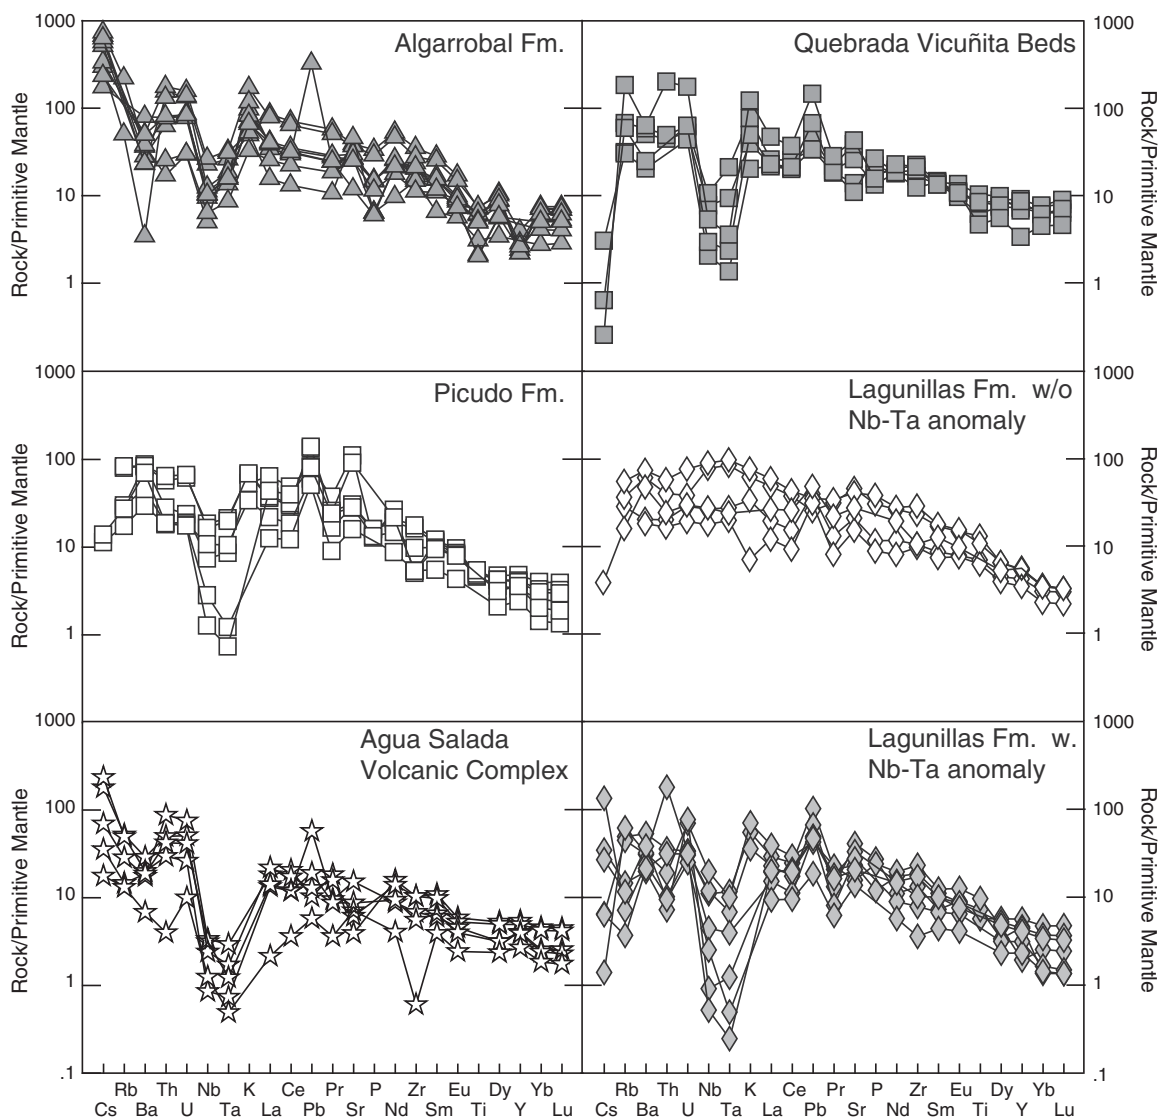 1000
Algarrobal Fm.
100
10
1
Rock/Primitive Mantle
Quebrada Vicuñita Beds
1000
100
10
1
Rock/Primitive Mantle
1000
Picudo Fm.
100
10
1
Rock/Primitive Mantle
Lagunillas Fm. w/o
Nb-Ta anomaly
1000
100
10
1
Rock/Primitive Mantle
1000
Agua Salada
Volcanic Complex
100
10
1
.1
Rock/Primitive Mantle
Lagunillas Fm. w.
Nb-Ta anomaly
1000
100
10
1
.1
Rock/Primitive Mantle
Rb Th Nb K Ce Pr P Zr Eu Dy Yb
Cs Ba U Ta La Pb Sr Nd Sm Ti Y Lu
Rb Th Nb K Ce Pr P Zr Eu Dy Yb
Cs Ba U Ta La Pb Sr Nd Sm Ti Y Lu